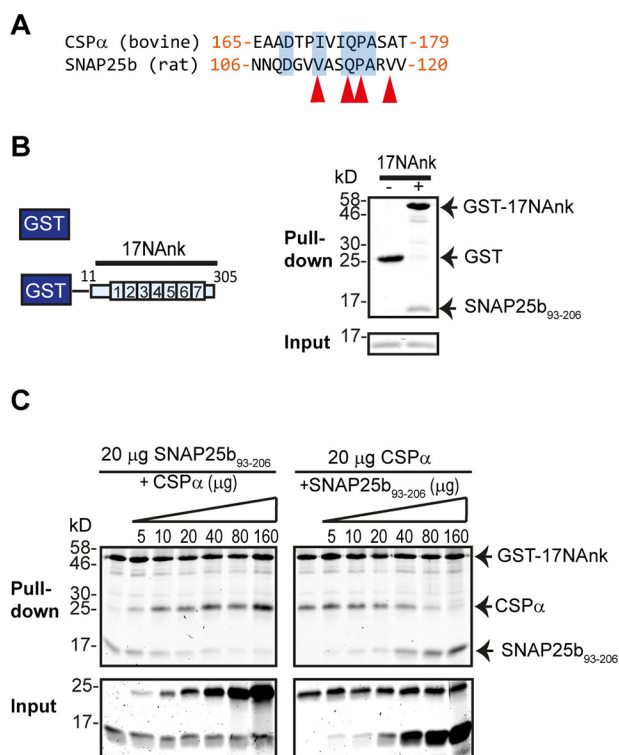 A
CSPα (bovine) 165-EAADTPIVIQPASAT-179
SNAP25b (rat) 106-NNQDGVVASQPARVV-120
B
GST
17NAnk
GST 11 1 2 3 4 5 6 7 305
17NAnk
kD - +
58-
46-
30-
25-
17-
Pull-
down
GST-17NAnk
GST
SNAP25b93-206
17-
Input
C
20 µg SNAP25b93-206
+ CSPα (µg)
20 µg CSPα
+SNAP25b93-206 (µg)
kD 5 10 20 40 80 160 5 10 20 40 80 160
58-
46-
30-
25-
17-
Pull-
down
GST-17NAnk
CSPα
SNAP25b93-206
25-
17-
Input